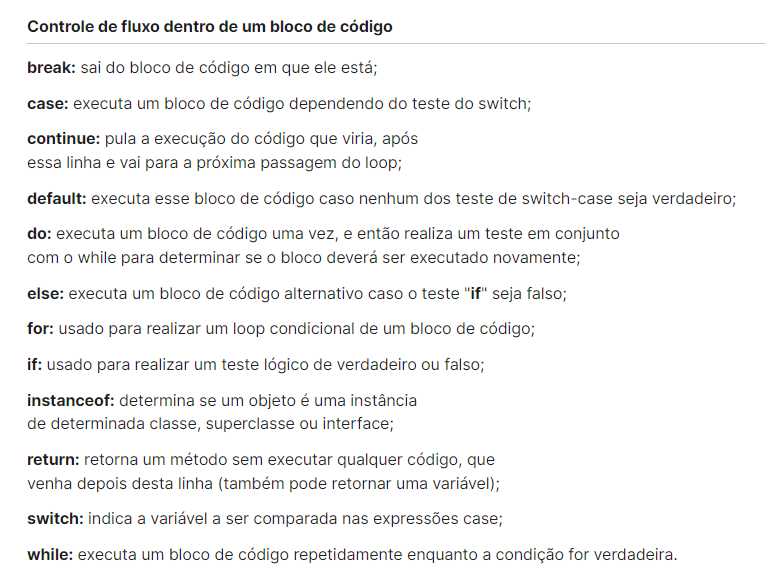 Controle de fluxo dentro de um bloco de código
break: sai do bloco de código em que ele está;
case: executa um bloco de código dependendo do teste do switch;
continue: pula a execução do código que viria, após
essa linha e vai para a próxima passagem do loop;
default: executa esse bloco de código caso nenhum dos teste de switch-case seja verdadeiro;
do: executa um bloco de código uma vez, e então realiza um teste em conjunto
com o while para determinar se o bloco deverá ser executado novamente;
else: executa um bloco de código alternativo caso o teste "if" seja falso;
for: usado para realizar um loop condicional de um bloco de código;
if: usado para realizar um teste lógico de verdadeiro ou falso;
instanceof: determina se um objeto é uma instância
de determinada classe, superclasse ou interface;
return: retorna um método sem executar qualquer código, que
venha depois desta linha (também pode retornar uma variável);
switch: indica a variável a ser comparada nas expressões case;
while: executa um bloco de código repetidamente enquanto a condição for verdadeira.